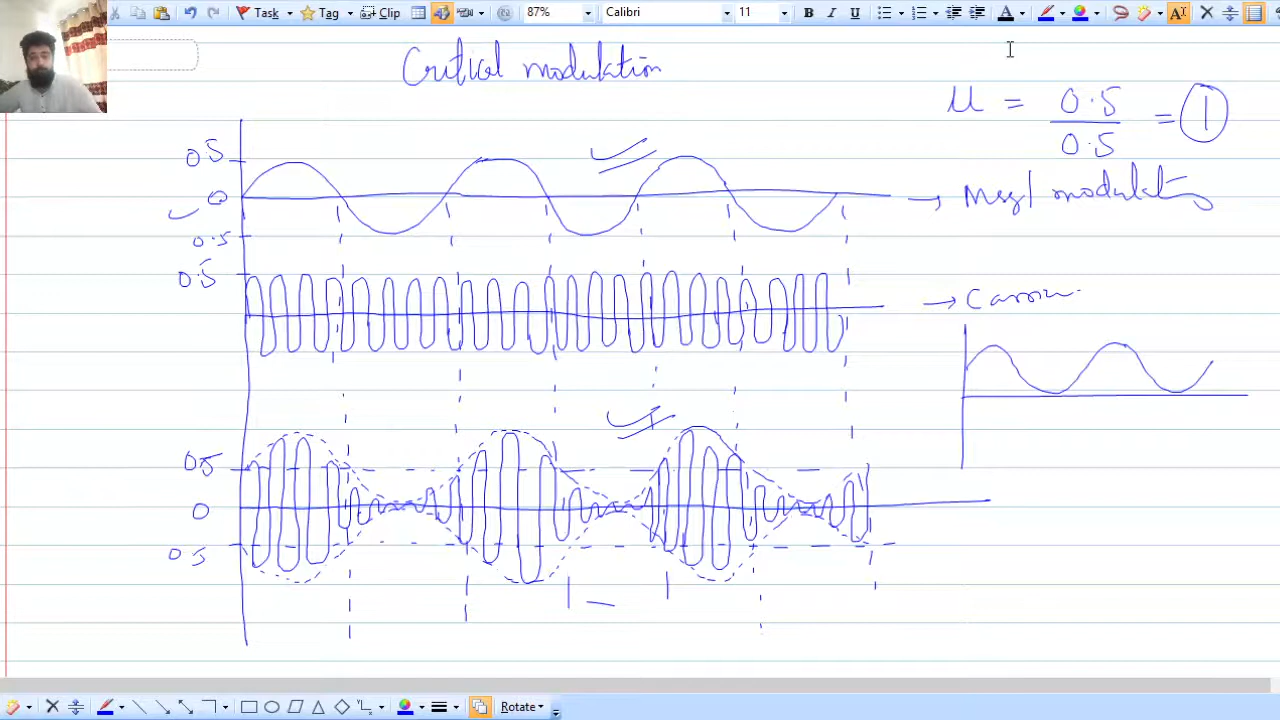 Task Tag Clip 87% Calibri 11 B I U A
Critical modulation
μ = 0.5 / 0.5 = 1
0.5
0
0.5
→ Msg/ modulating
0.5
→ Carrier
0.5
0
0.5
Rotate